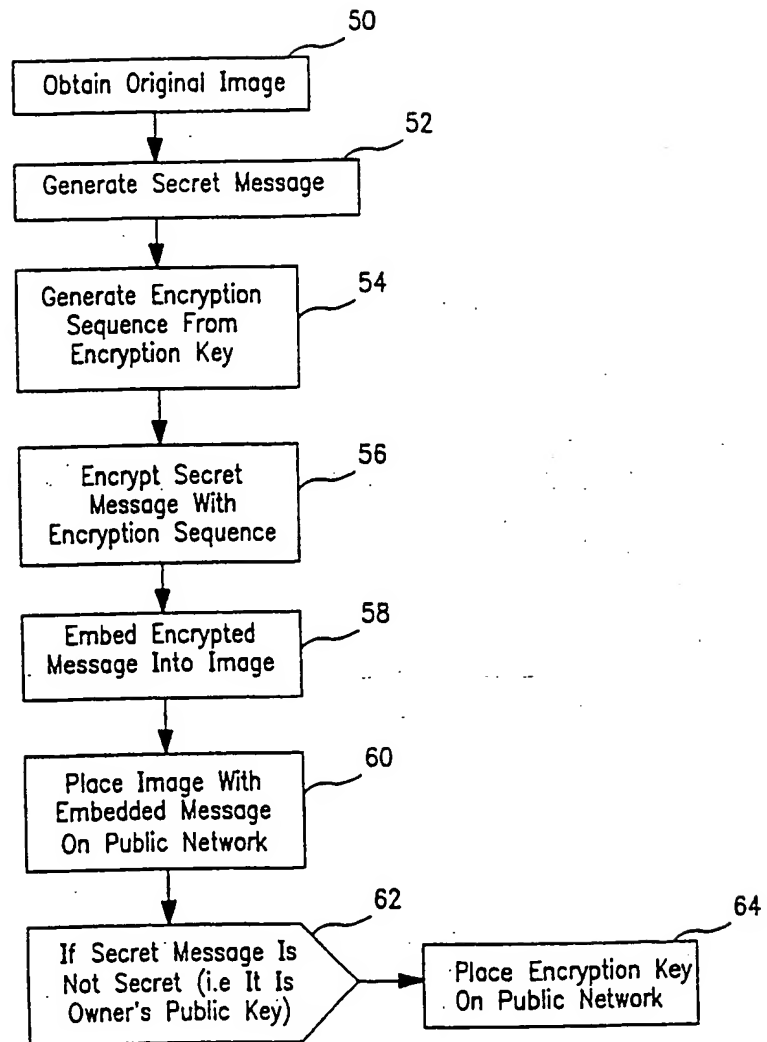 50
Obtain Original Image
52
Generate Secret Message
54
Generate Encryption
Sequence From
Encryption Key
56
Encrypt Secret
Message With
Encryption Sequence
58
Embed Encrypted
Message Into Image
60
Place Image With
Embedded Message
On Public Network
62
If Secret Message Is
Not Secret (i.e It Is
Owner's Public Key)
64
Place Encryption Key
On Public Network